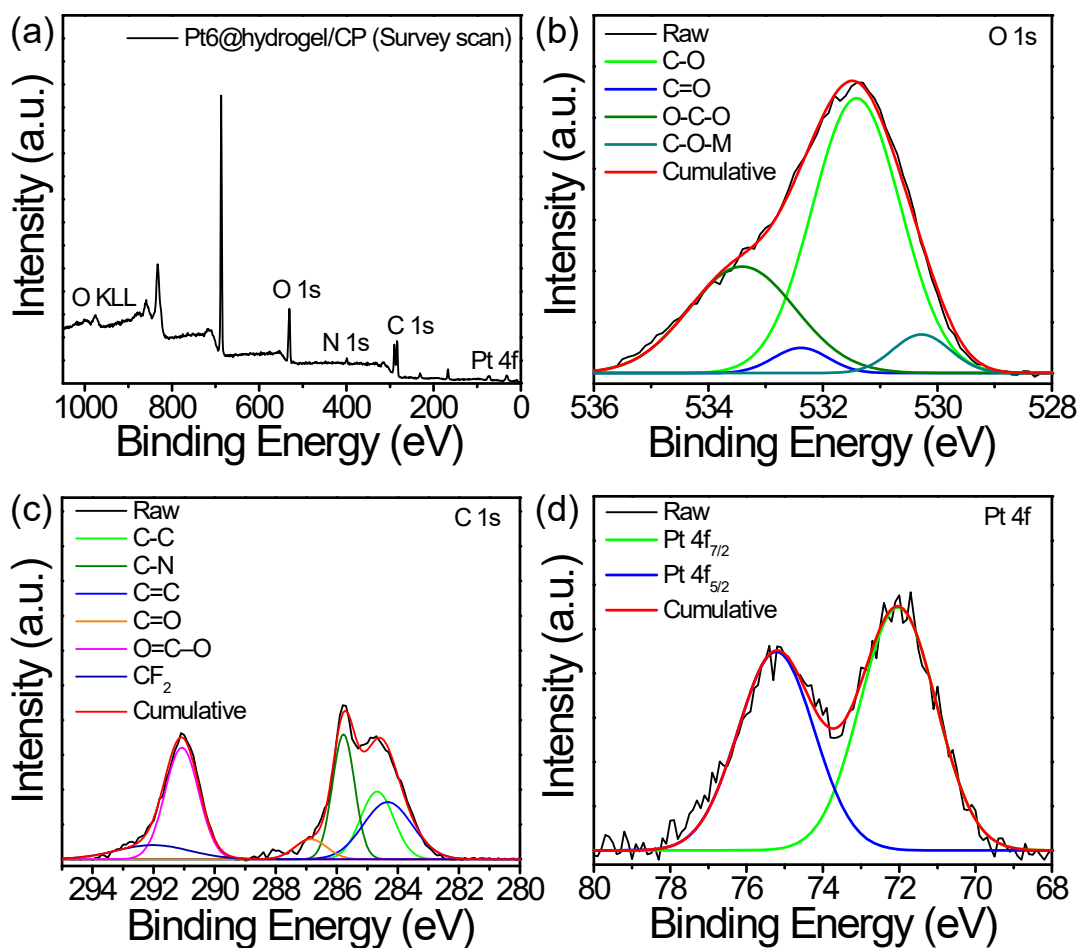 (a)
Pt6@hydrogel/CP (Survey scan)
Intensity (a.u.)
O KLL
O 1s
N 1s
C 1s
Pt 4f
1000 800 600 400 200 0
Binding Energy (eV)
(b)
Raw
O 1s
C-O
C=O
O-C-O
C-O-M
Cumulative
Intensity (a.u.)
536 534 532 530 528
Binding Energy (eV)
(c)
Raw
C 1s
C-C
C-N
C=C
C=O
O=C–O
CF2
Cumulative
Intensity (a.u.)
294 292 290 288 286 284 282 280
Binding Energy (eV)
(d)
Raw
Pt 4f
Pt 4f7/2
Pt 4f5/2
Cumulative
Intensity (a.u.)
80 78 76 74 72 70 68
Binding Energy (eV)